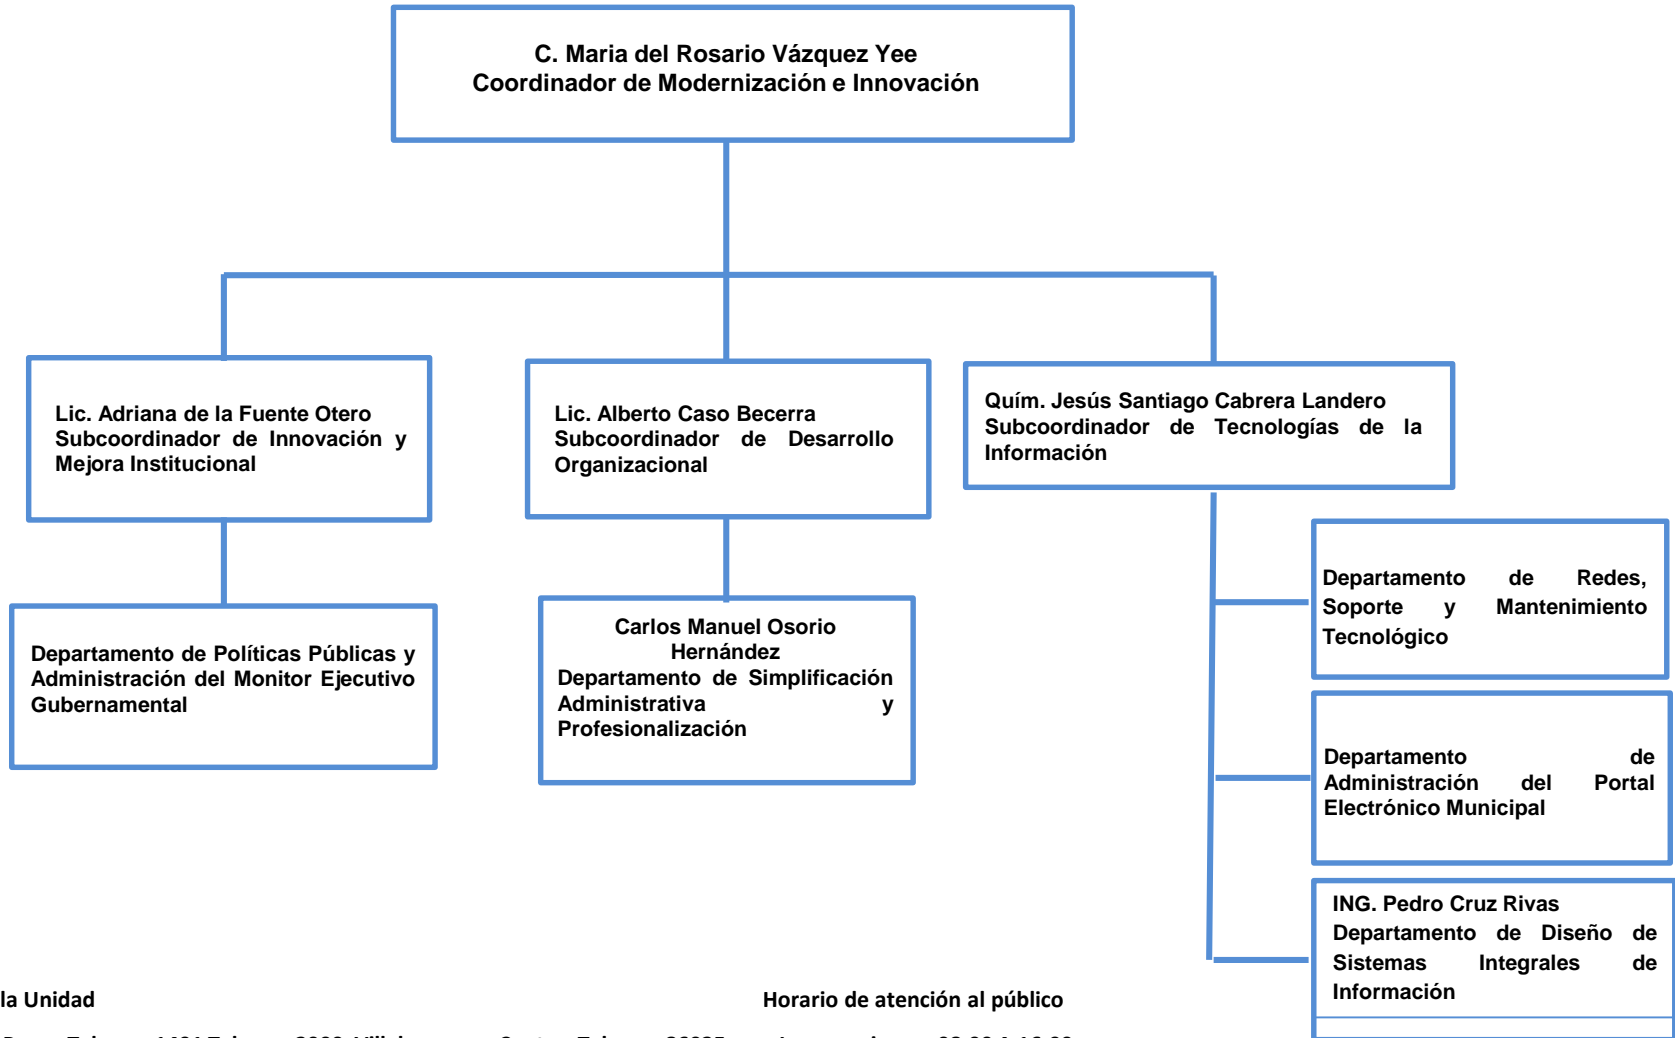 C. Maria del Rosario Vázquez Yee
Coordinador de Modernización e Innovación
Lic. Adriana de la Fuente Otero
Subcoordinador de Innovación y
Mejora Institucional
Lic. Alberto Caso Becerra
Subcoordinador de Desarrollo
Organizacional
Quím. Jesús Santiago Cabrera Landero
Subcoordinador de Tecnologías de la
Información
Departamento de Políticas Públicas y
Administración del Monitor Ejecutivo
Gubernamental
Carlos Manuel Osorio
Hernández
Departamento de Simplificación
Administrativa y
Profesionalización
Departamento de Redes,
Soporte y Mantenimiento
Tecnológico
Departamento de
Administración del Portal
Electrónico Municipal
ING. Pedro Cruz Rivas
Departamento de Diseño de
Sistemas Integrales de
Información
la Unidad
Horario de atención al público